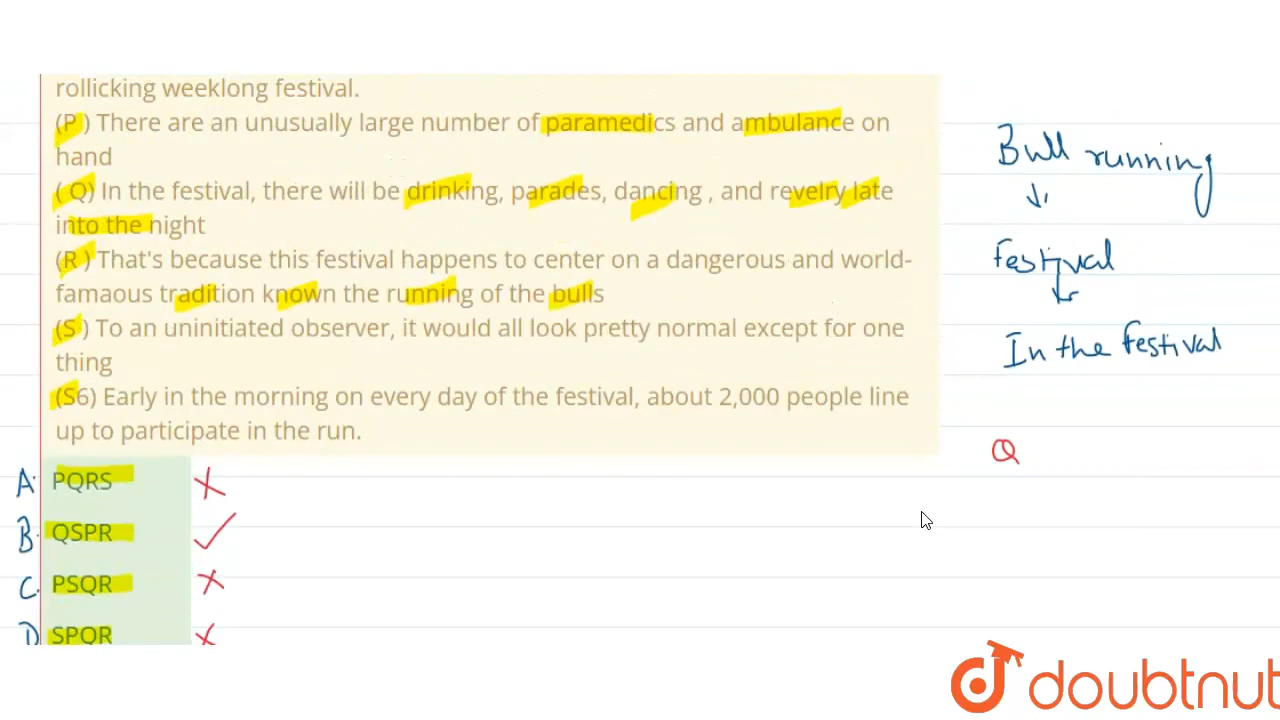 rollicking weeklong festival.
(P ) There are an unusually large number of paramedics and ambulance on
hand
( Q) In the festival, there will be drinking, parades, dancing , and revelry late
into the night
(R ) That's because this festival happens to center on a dangerous and world-
famaous tradition known the running of the bulls
(S ) To an uninitiated observer, it would all look pretty normal except for one
thing
(S6) Early in the morning on every day of the festival, about 2,000 people line
up to participate in the run.
A. PQRS
B. QSPR
C. PSQR
D SPQR
Bull running
Festival
In the festival
Q
doubtnut